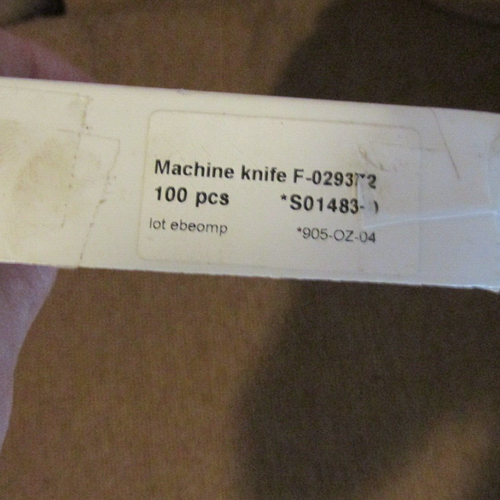 Machine knife
100 pcs
lot ebeomp *905-OZ-04